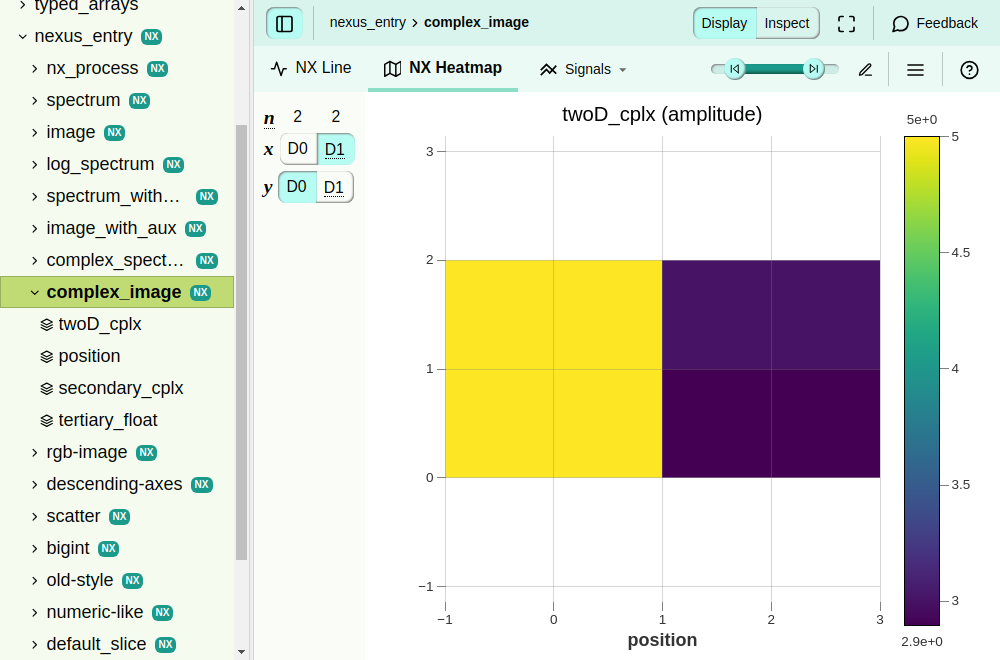 typed_arrays
nexus_entry NX
nx_process NX
spectrum NX
image NX
log_spectrum NX
spectrum_with… NX
image_with_aux NX
complex_spect… NX
complex_image NX
twoD_cplx
position
secondary_cplx
tertiary_float
rgb-image NX
descending-axes NX
scatter NX
bigint NX
old-style NX
numeric-like NX
default_slice NX
nexus_entry › complex_image
Display Inspect
Feedback
NX Line NX Heatmap Signals
n 2 2
x D0 D1
y D0 D1
twoD_cplx (amplitude)
3
2
1
0
−1
−1 0 1 2 3
position
5e+0
5
4.5
4
3.5
3
2.9e+0